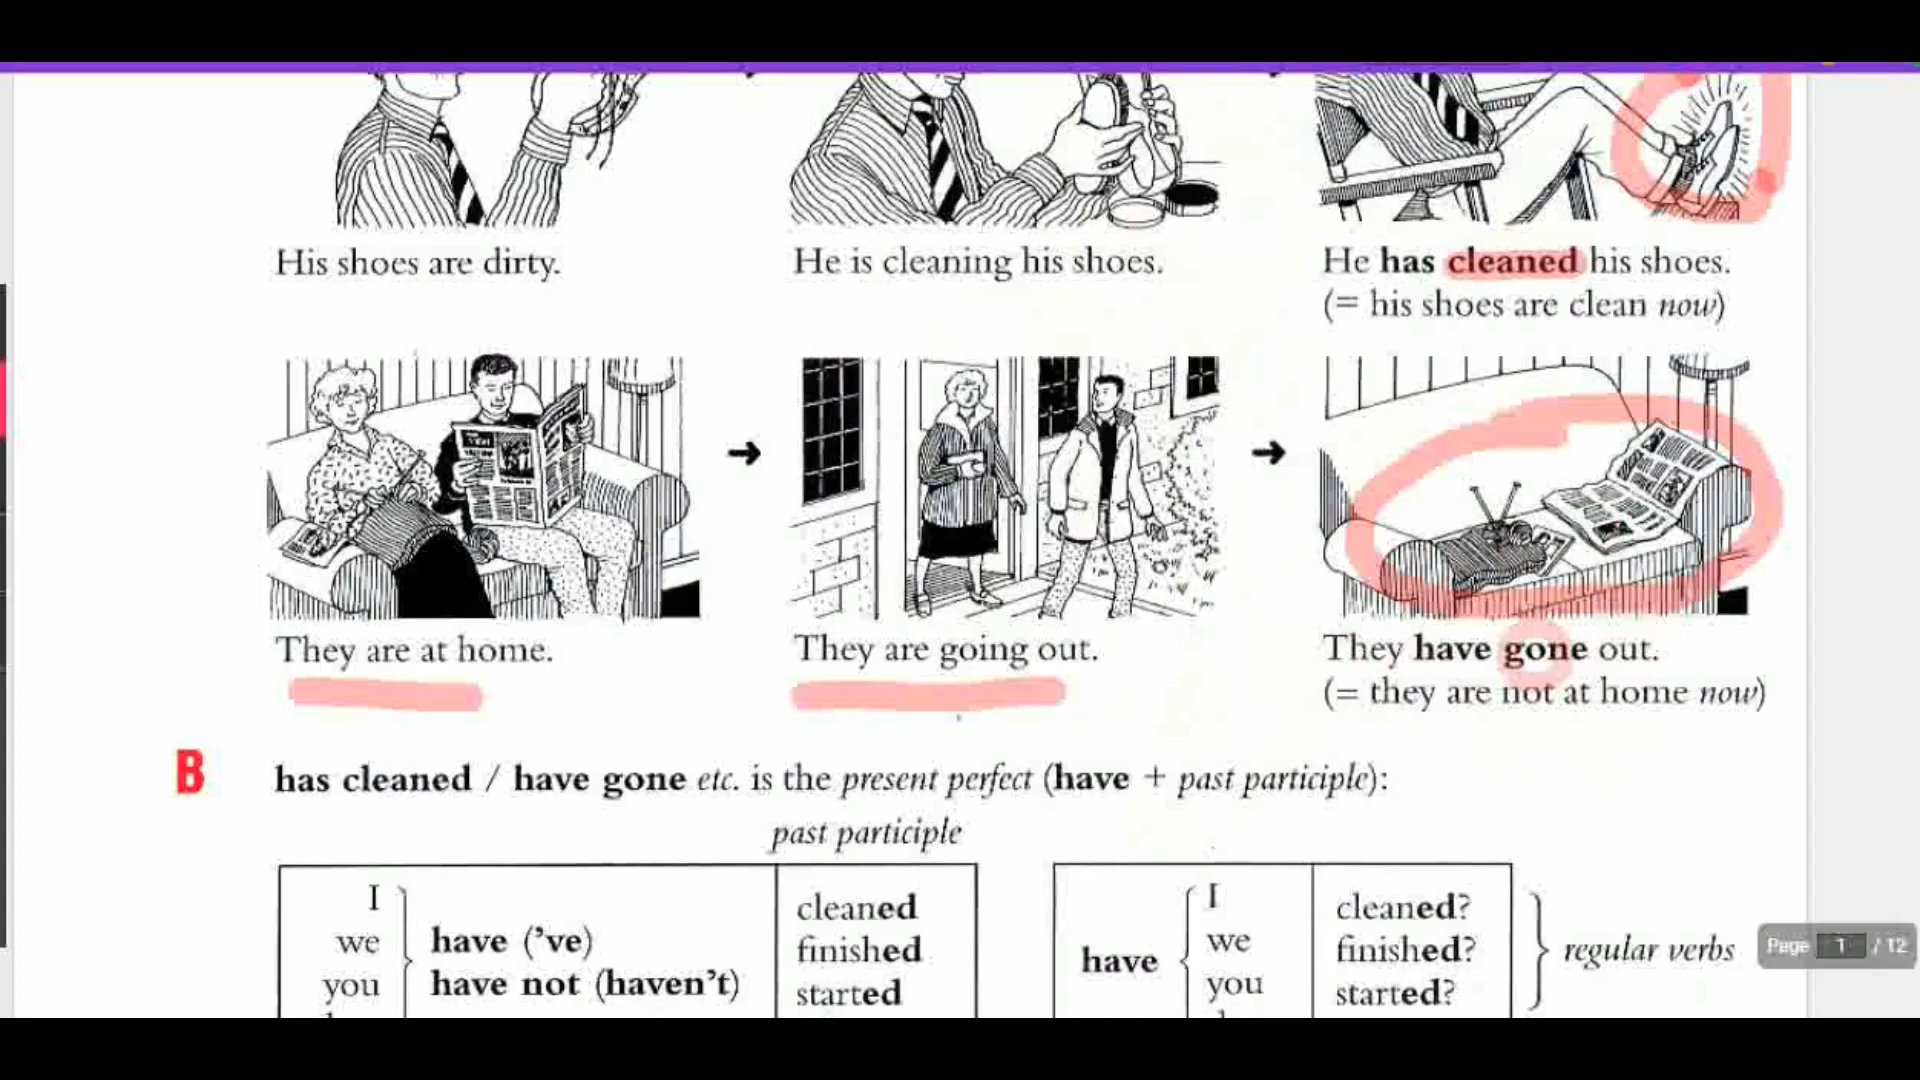 His shoes are dirty.
He is cleaning his shoes.
He has cleaned his shoes.
(= his shoes are clean now)
They are at home.
They are going out.
They have gone out.
(= they are not at home now)
B
has cleaned / have gone etc. is the present perfect (have + past participle):
past participle
I
we
you
have (’ve)
have not (haven’t)
cleaned
finished
started
have
I
we
you
cleaned?
finished?
started?
regular verbs
Page 1 / 12